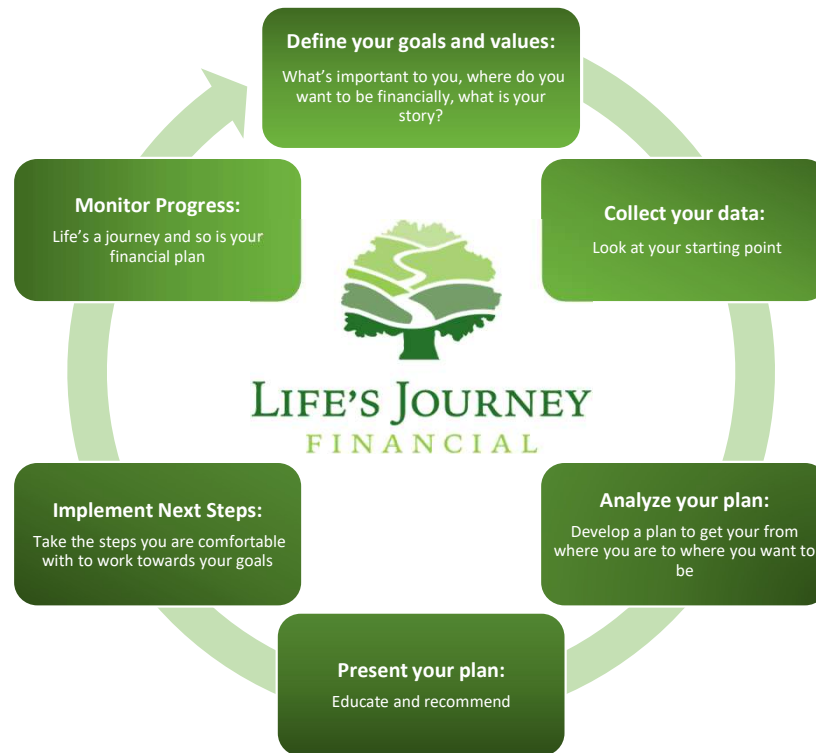 Define your goals and values:
What’s important to you, where do you
want to be financially, what is your
story?
Collect your data:
Look at your starting point
Analyze your plan:
Develop a plan to get your from
where you are to where you want to
be
Present your plan:
Educate and recommend
Implement Next Steps:
Take the steps you are comfortable
with to work towards your goals
Monitor Progress:
Life’s a journey and so is your
financial plan
LIFE’S JOURNEY
FINANCIAL